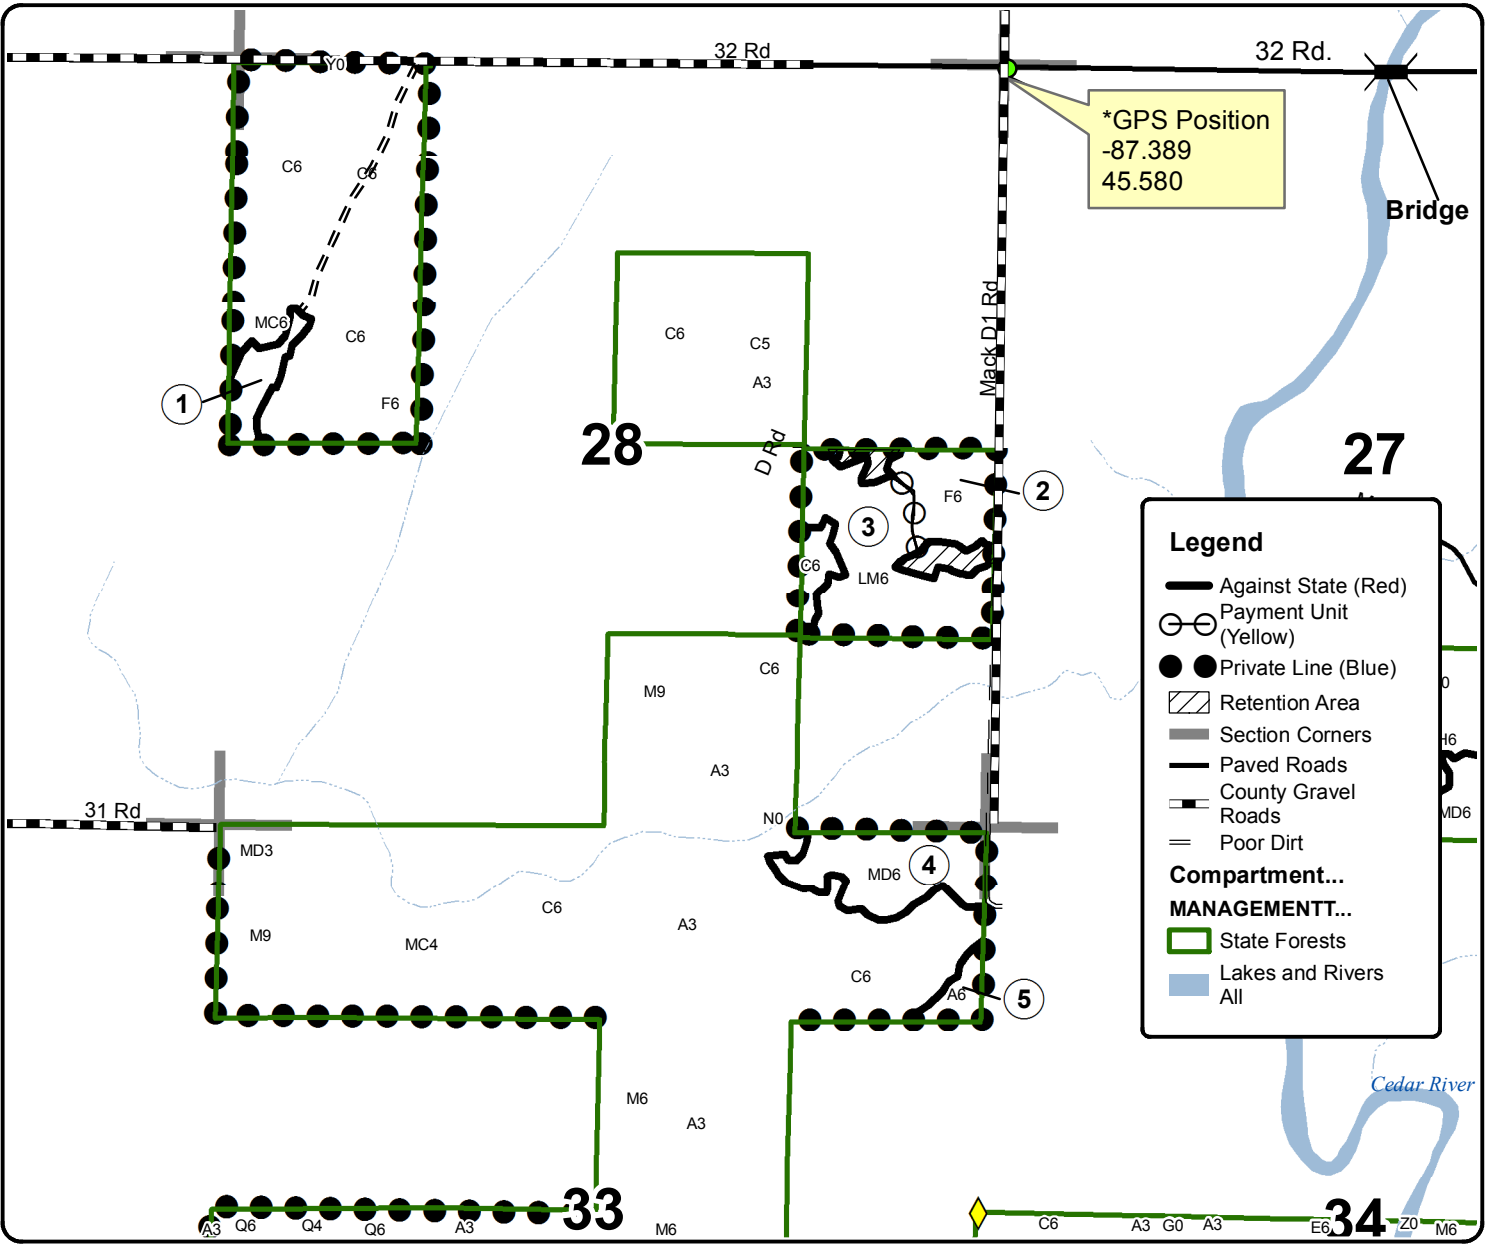 32 Rd
32 Rd.
Y0
*GPS Position
-87.389
45.580
Bridge
C6
C6
MC6
C6
F6
1
C6
C5
A3
Mack D1 Rd
28
D Rd
27
2
F6
3
C6
LM6
Legend
Against State (Red)
Payment Unit
(Yellow)
Private Line (Blue)
Retention Area
Section Corners
Paved Roads
County Gravel
Roads
Poor Dirt
Compartment...
MANAGEMENTT...
State Forests
Lakes and Rivers
All
0
H6
MD6
C6
M9
A3
31 Rd
N0
MD3
MD6
4
C6
A3
M9
MC4
C6
A6
5
Cedar River
M6
A3
33
34
A3
Q6
Q4
Q6
A3
M6
C6
A3
G0
A3
E6
Z0
M6